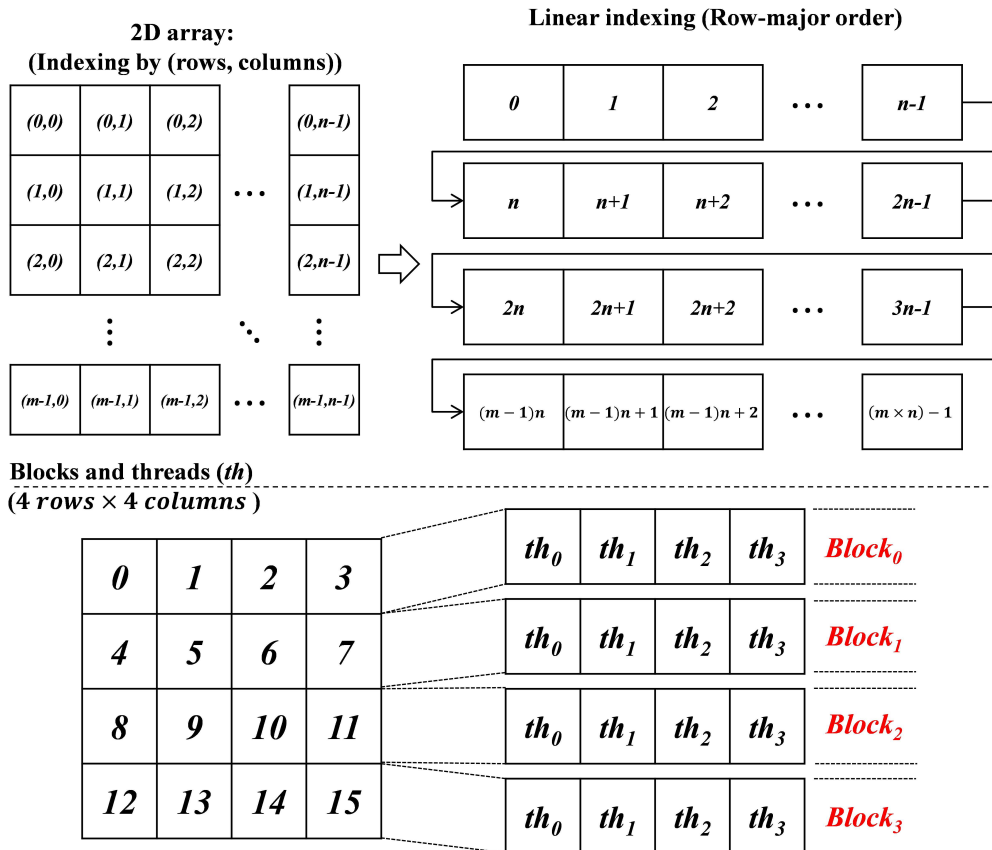 2D array:
(Indexing by (rows, columns))
(0,0) (0,1) (0,2) (0,n-1)
(1,0) (1,1) (1,2) ... (1,n-1)
(2,0) (2,1) (2,2) (2,n-1)
(m-1,0) (m-1,1) (m-1,2) ... (m-1,n-1)
Linear indexing (Row-major order)
0 1 2 ... n-1
n n+1 n+2 ... 2n-1
2n 2n+1 2n+2 ... 3n-1
(m − 1)n (m − 1)n + 1 (m − 1)n + 2 ... (m × n) − 1
Blocks and threads (th)
(4 rows × 4 columns )
0 1 2 3
4 5 6 7
8 9 10 11
12 13 14 15
th0 th1 th2 th3 Block0
th0 th1 th2 th3 Block1
th0 th1 th2 th3 Block2
th0 th1 th2 th3 Block3